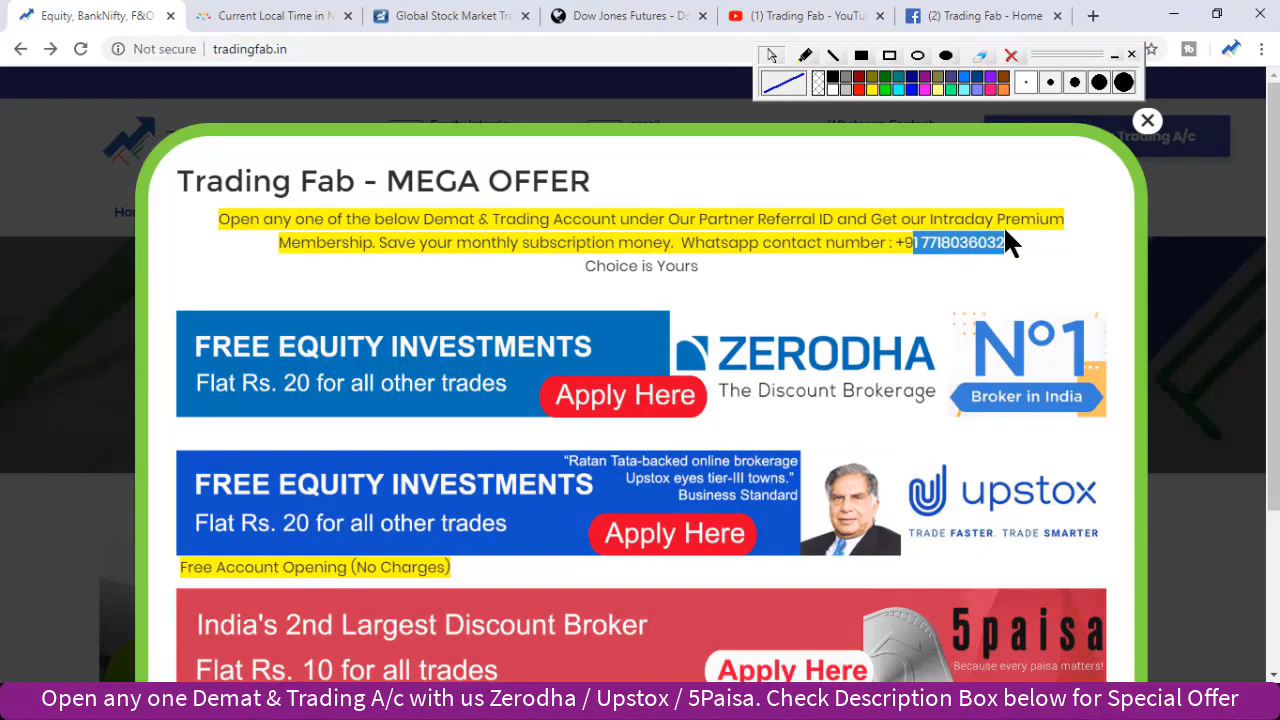 Equity, BankNifty, F&O
Current Local Time in N
Global Stock Market Tra
Dow Jones Futures - Do
(1) Trading Fab - YouTu
(2) Trading Fab - Home
Not secure
tradingfab.in
Trading A/c
Trading Fab - MEGA OFFER
Open any one of the below Demat & Trading Account under Our Partner Referral ID and Get our Intraday Premium
Membership. Save your monthly subscription money. Whatsapp contact number : +91 7718036032
Choice is Yours
FREE EQUITY INVESTMENTS
Flat Rs. 20 for all other trades
Apply Here
ZERODHA
The Discount Brokerage
Nº1
Broker in India
FREE EQUITY INVESTMENTS
Flat Rs. 20 for all other trades
"Ratan Tata-backed online brokerage
Upstox eyes tier-III towns."
Business Standard
Apply Here
upstox
TRADE FASTER. TRADE SMARTER
Free Account Opening (No Charges)
India's 2nd Largest Discount Broker
Flat Rs. 10 for all trades
Apply Here
5paisa
Because every paisa matters!
Open any one Demat & Trading A/c with us Zerodha / Upstox / 5Paisa. Check Description Box below for Special Offer